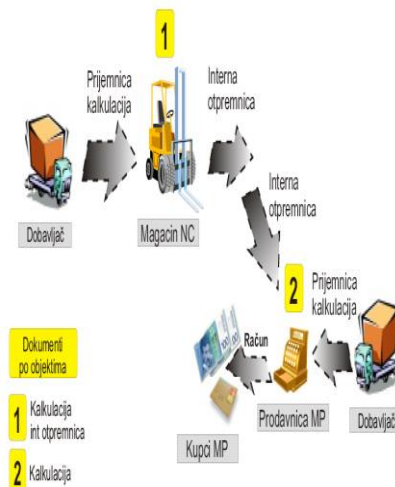 1
Prijemnica
kalkulacija
Interna
otpremnica
Dobavljač
Magacin NC
Interna
otpremnica
2
Prijemnica
kalkulacija
Račun
Dokumenti
po objektima
Prodavnica MP
Dobavljač
Kupci MP
1
Kalkulacija
int otpremnica
2
Kalkulacija